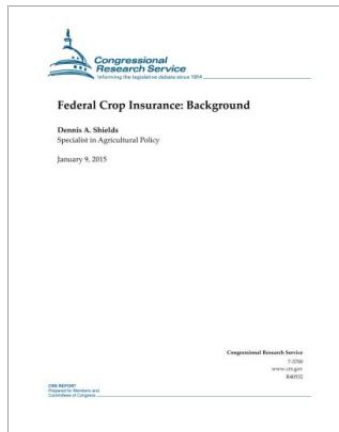 Congressional
Research Service
Informing the legislative debate since 1914
Federal Crop Insurance: Background
Dennis A. Shields
Specialist in Agricultural Policy
January 9, 2015
Congressional Research Service
7-5700
www.crs.gov
R40532
CRS REPORT
Prepared for Members and
Committees of Congress